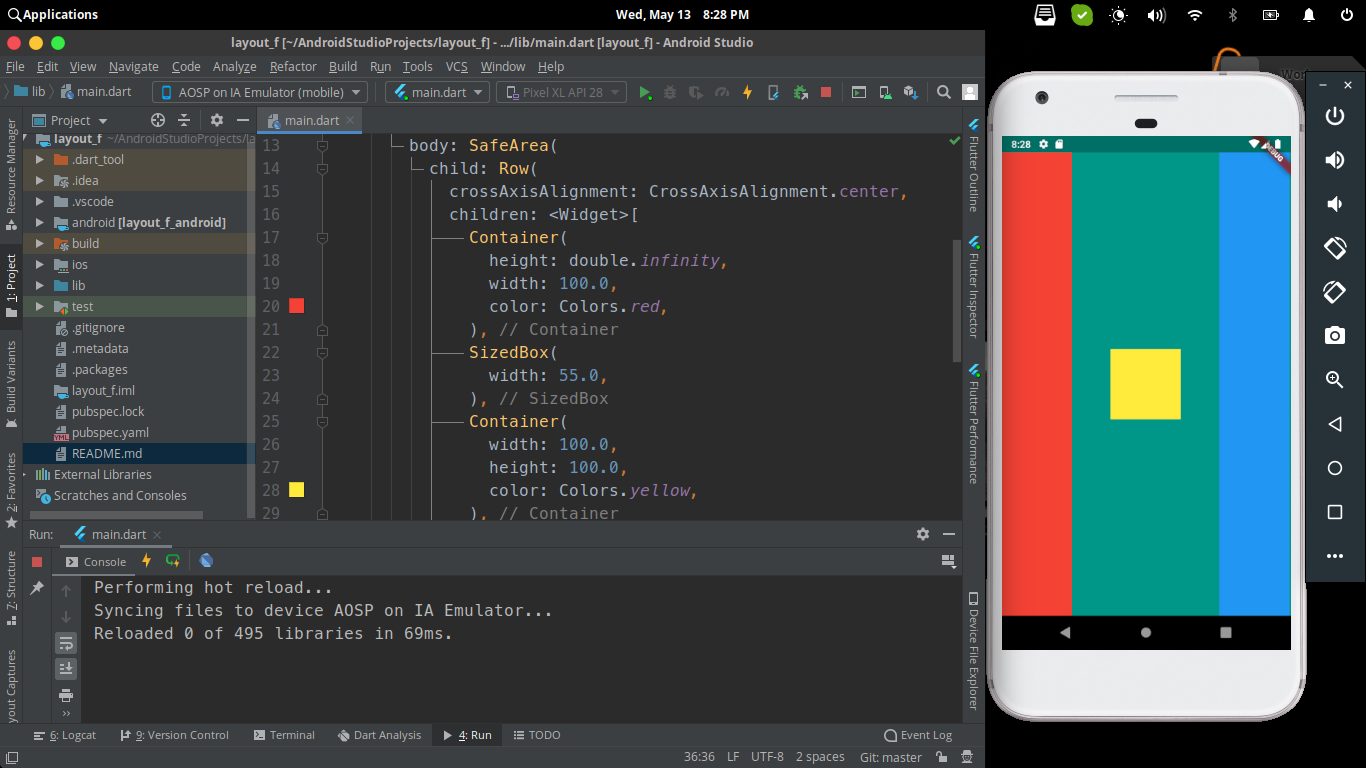 Applications
Wed, May 13 8:28 PM
layout_f [~/AndroidStudioProjects/layout_f] - .../lib/main.dart [layout_f] - Android Studio
File Edit View Navigate Code Analyze Refactor Build Run Tools VCS Window Help
lib main.dart AOSP on IA Emulator (mobile) main.dart Pixel XL API 28
Project main.dart
Resource Manager
1: Project
Build Variants
2: Favorites
7: Structure
layout_f ~/AndroidStudioProjects/la
.dart_tool
.idea
.vscode
android [layout_f_android]
build
ios
lib
test
.gitignore
.metadata
.packages
layout_f.iml
pubspec.lock
pubspec.yaml
README.md
External Libraries
Scratches and Consoles
13 body: SafeArea(
14 child: Row(
15 crossAxisAlignment: CrossAxisAlignment.center,
16 children: <Widget>[
17 Container(
18 height: double.infinity,
19 width: 100.0,
20 color: Colors.red,
21 ), // Container
22 SizedBox(
23 width: 55.0,
24 ), // SizedBox
25 Container(
26 width: 100.0,
27 height: 100.0,
28 color: Colors.yellow,
29 ), // Container
Flutter Outline
Flutter Inspector
Flutter Performance
Device File Explorer
8:28
DEBUG
Run: main.dart
Console
Performing hot reload...
Syncing files to device AOSP on IA Emulator...
Reloaded 0 of 495 libraries in 69ms.
6: Logcat 9: Version Control Terminal Dart Analysis 4: Run TODO Event Log
36:36 LF UTF-8 2 spaces Git: master